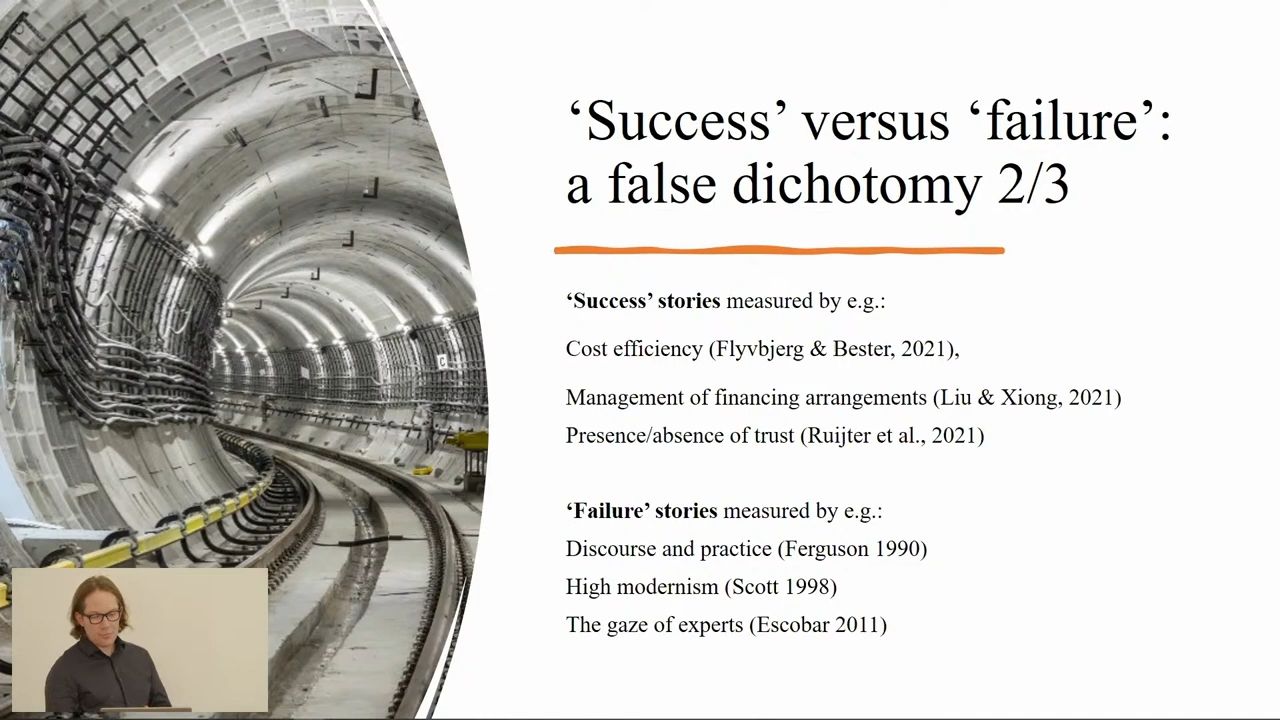 ‘Success’ versus ‘failure’:
a false dichotomy 2/3
‘Success’ stories measured by e.g.:
Cost efficiency (Flyvbjerg & Bester, 2021),
Management of financing arrangements (Liu & Xiong, 2021)
Presence/absence of trust (Ruijter et al., 2021)
‘Failure’ stories measured by e.g.:
Discourse and practice (Ferguson 1990)
High modernism (Scott 1998)
The gaze of experts (Escobar 2011)